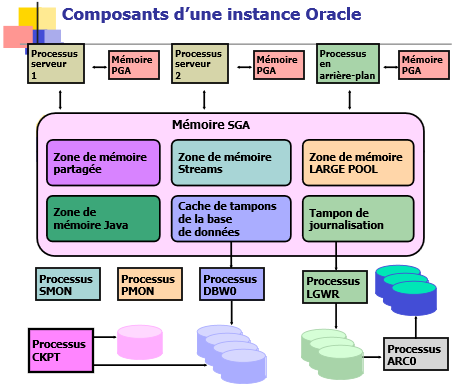 Composants d'une instance Oracle
Processus
serveur
1
Mémoire
PGA
Processus
serveur
2
Mémoire
PGA
Processus
en
arrière-plan
Mémoire
PGA
Mémoire SGA
Zone de mémoire
partagée
Zone de mémoire
Streams
Zone de mémoire
LARGE POOL
Zone de
mémoire Java
Cache de tampons
de la base
de données
Tampon de
journalisation
Processus
SMON
Processus
PMON
Processus
DBW0
Processus
LGWR
Processus
CKPT
Processus
ARC0